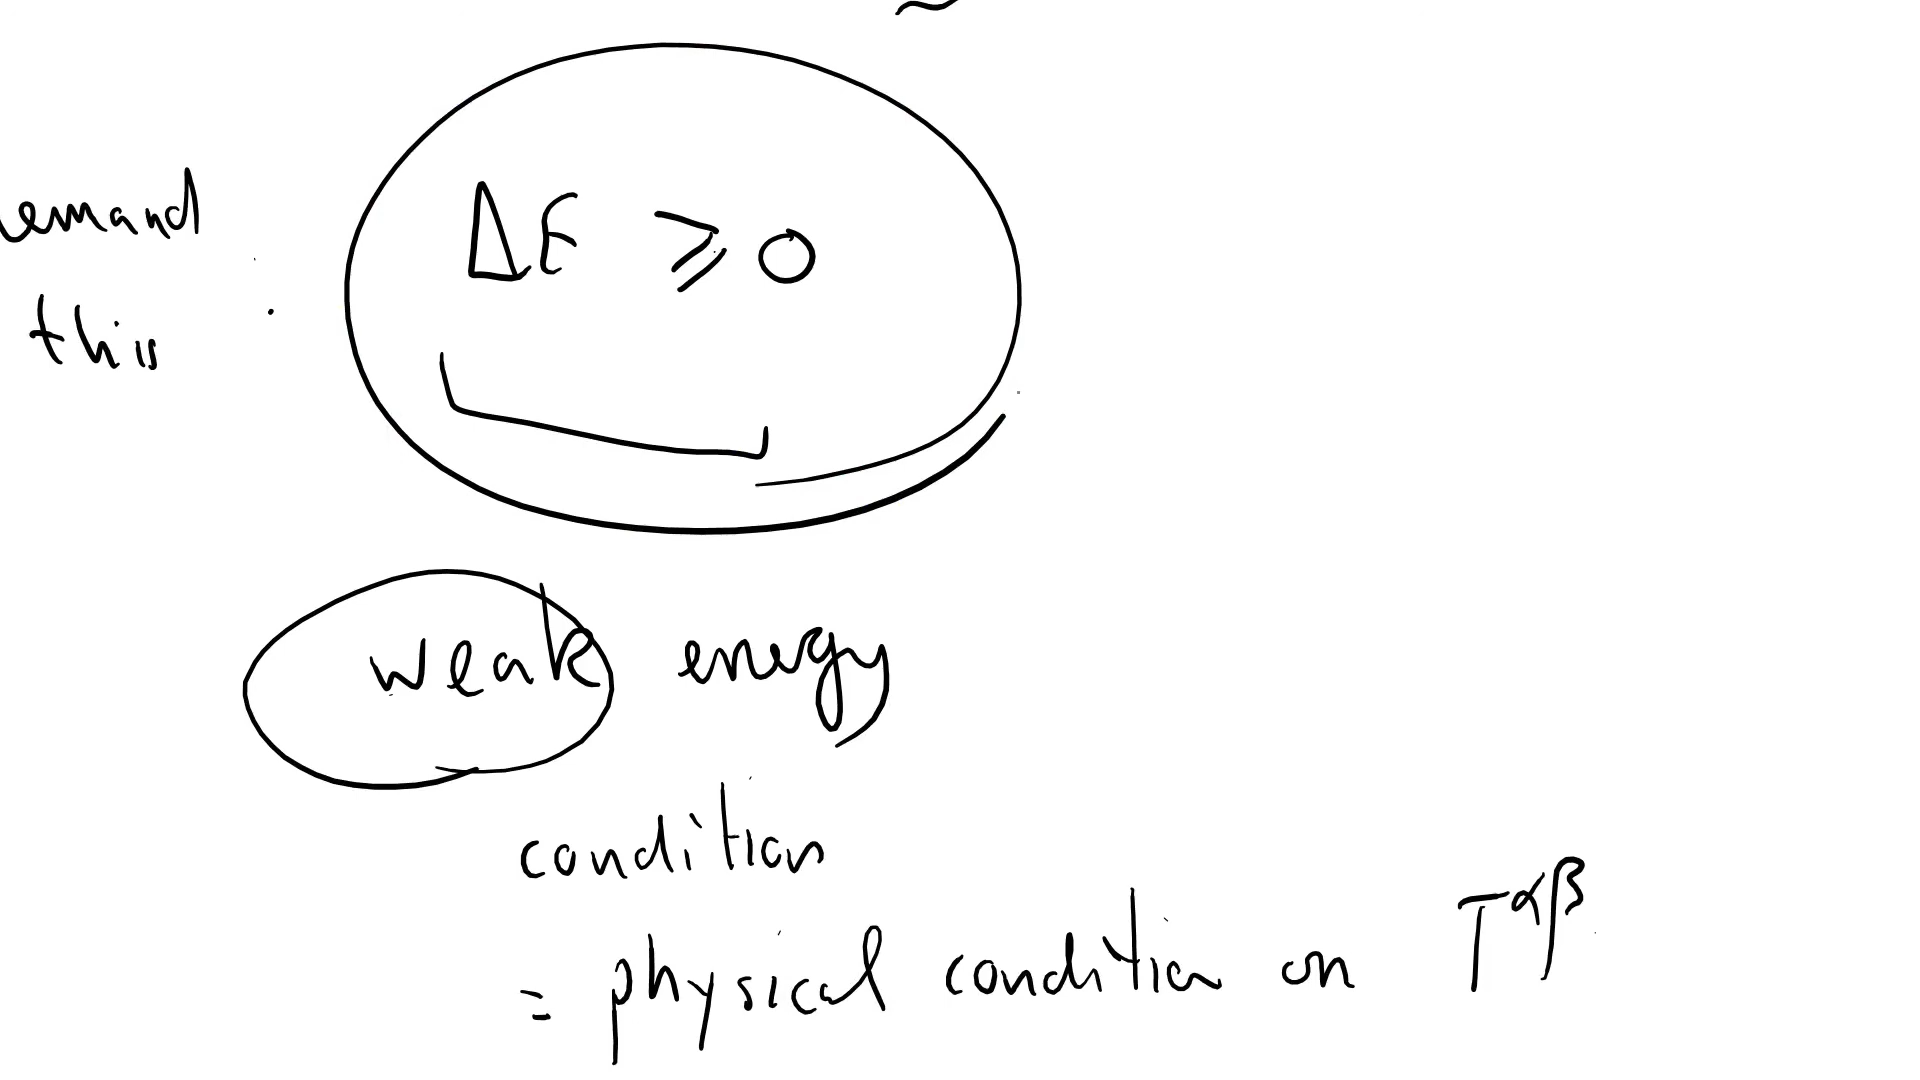 emand
this
ΔE ⩾ 0
weak energy
condition
= physical condition on T^{αβ}